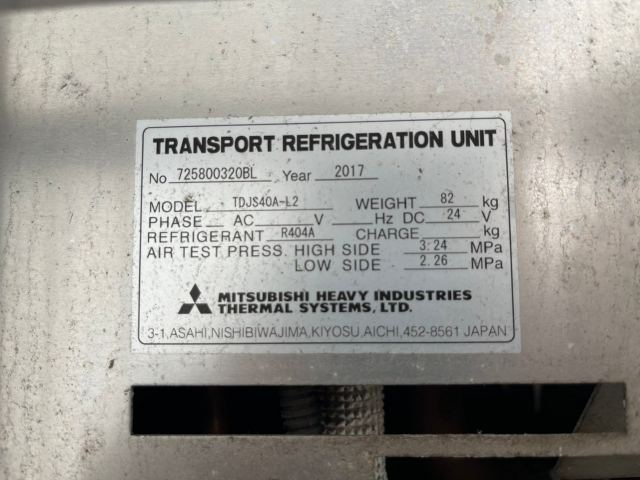 TRANSPORT REFRIGERATION UNIT
No 725800320BL Year 2017
MODEL TDJS40A-L2 WEIGHT 82 kg
PHASE AC V Hz DC 24 V
REFRIGERANT R404A CHARGE kg
AIR TEST PRESS. HIGH SIDE 3.24 MPa
LOW SIDE 2.26 MPa
MITSUBISHI HEAVY INDUSTRIES
THERMAL SYSTEMS, LTD.
3-1,ASAHI,NISHIBIWAJIMA,KIYOSU,AICHI,452-8561 JAPAN